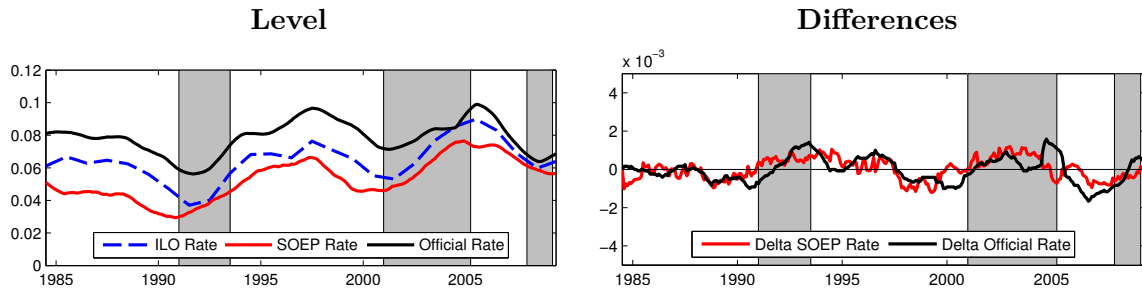 Level
0.12
0.1
0.08
0.06
0.04
0.02
0
ILO Rate SOEP Rate Official Rate
1985 1990 1995 2000 2005
Differences
× 10⁻³
4
2
0
−2
−4
Delta SOEP Rate Delta Official Rate
1985 1990 1995 2000 2005